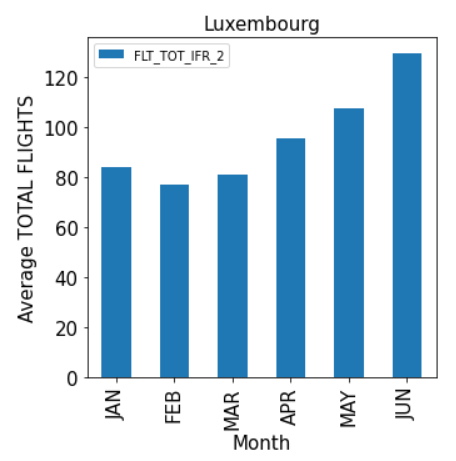 Luxembourg
FLT_TOT_IFR_2
Average TOTAL FLIGHTS
120
100
80
60
40
20
0
JAN
FEB
MAR
APR
MAY
JUN
Month